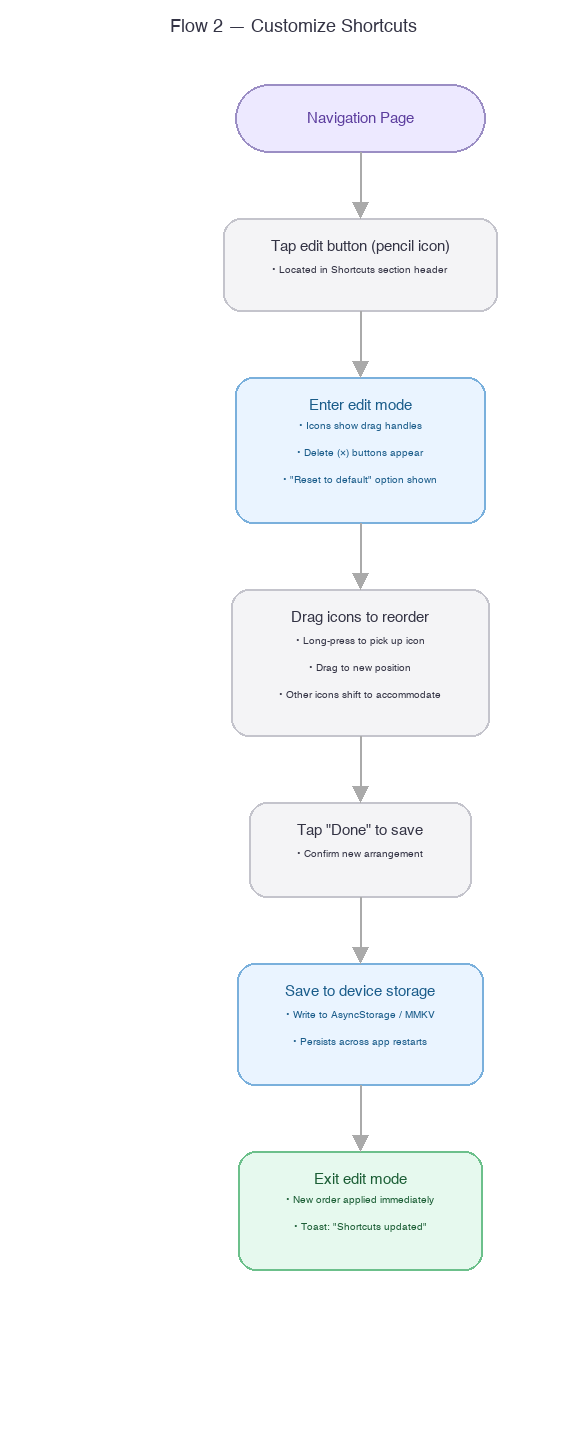 Flow 2 — Customize Shortcuts
Navigation Page
Tap edit button (pencil icon)
• Located in Shortcuts section header
Enter edit mode
• Icons show drag handles
• Delete (×) buttons appear
• "Reset to default" option shown
Drag icons to reorder
• Long-press to pick up icon
• Drag to new position
• Other icons shift to accommodate
Tap "Done" to save
• Confirm new arrangement
Save to device storage
• Write to AsyncStorage / MMKV
• Persists across app restarts
Exit edit mode
• New order applied immediately
• Toast: "Shortcuts updated"